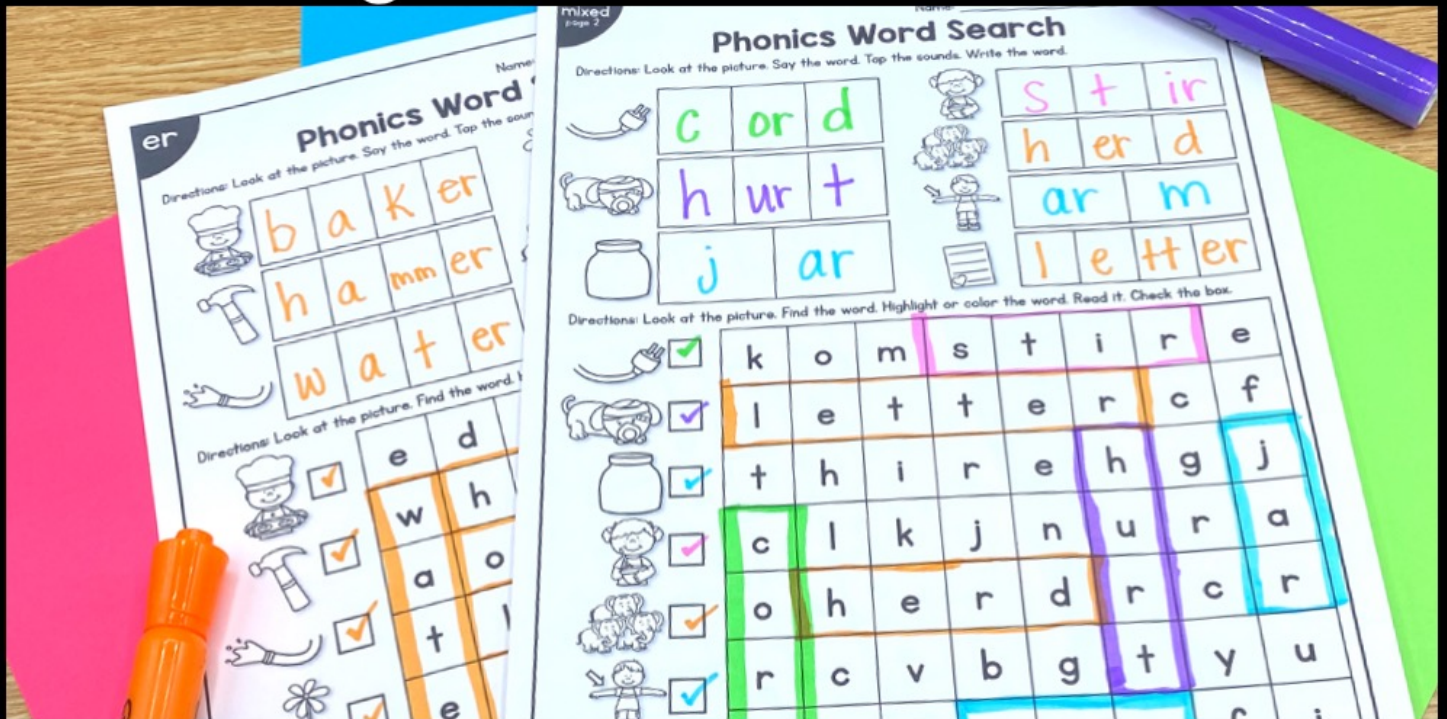 er
Name:
Phonics Word
Directions: Look at the picture. Say the word. Tap the
b a k er
h a mm er
w a t er
Directions: Look at the picture. Find the word.
e d
w h
a o
t l
e
mixed
page 2
Name:
Phonics Word Search
Directions: Look at the picture. Say the word. Tap the sounds. Write the word.
c or d
s t ir
h ur t
h er d
j ar
ar m
l e tt er
Directions: Look at the picture. Find the word. Highlight or color the word. Read it. Check the box.
k o m s t i r e
l e t t e r c f
t h i r e h g j
c l k j n u r a
o h e r d r c r
r c v b g t y u